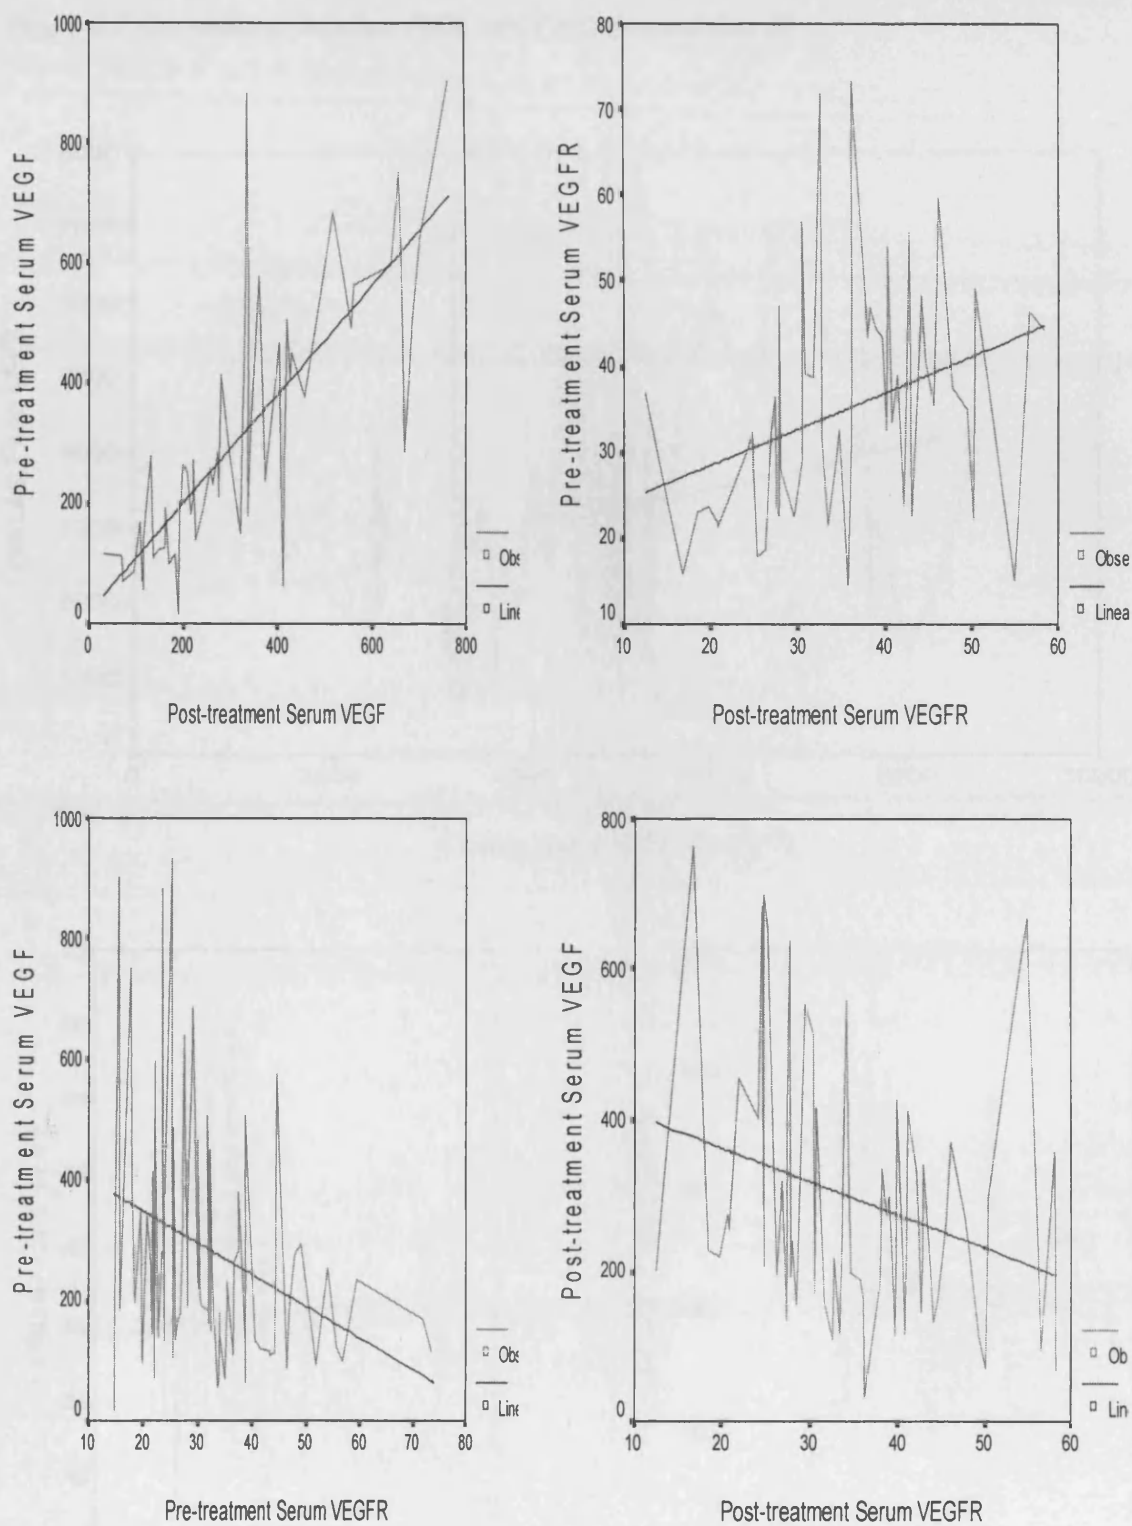 1000
800
600
400
200
0
Pre-treatment Serum VEGF
0 200 400 600 800
Post-treatment Serum VEGF
Obs
Line
80
70
60
50
40
30
20
10
Pre-treatment Serum VEGFR
10 20 30 40 50 60
Post-treatment Serum VEGFR
Obse
Linea
1000
800
600
400
200
0
Pre-treatment Serum VEGF
10 20 30 40 50 60 70 80
Pre-treatment Serum VEGFR
Obs
Line
800
600
400
200
0
Post-treatment Serum VEGF
10 20 30 40 50 60
Post-treatment Serum VEGFR
Ob
Lin